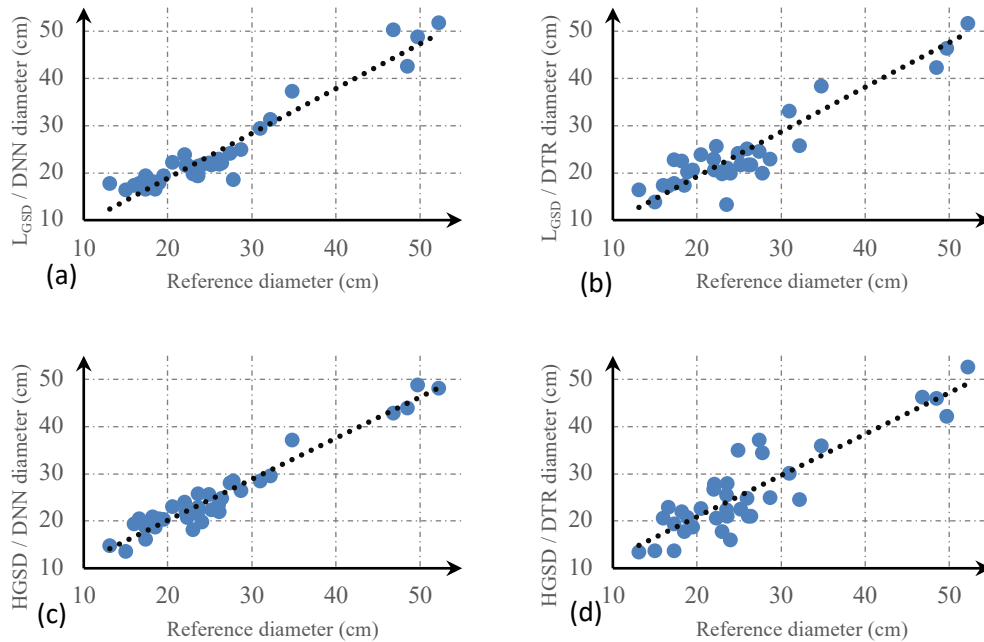 50
40
30
20
10
L_GSD / DNN diameter (cm)
10 20 30 40 50
(a)
Reference diameter (cm)
50
40
30
20
10
L_GSD / DTR diameter (cm)
10 20 30 40 50
(b)
Reference diameter (cm)
50
40
30
20
10
HGSD / DNN diameter (cm)
10 20 30 40 50
(c)
Reference diameter (cm)
50
40
30
20
10
HGSD / DTR diameter (cm)
10 20 30 40 50
(d)
Reference diameter (cm)